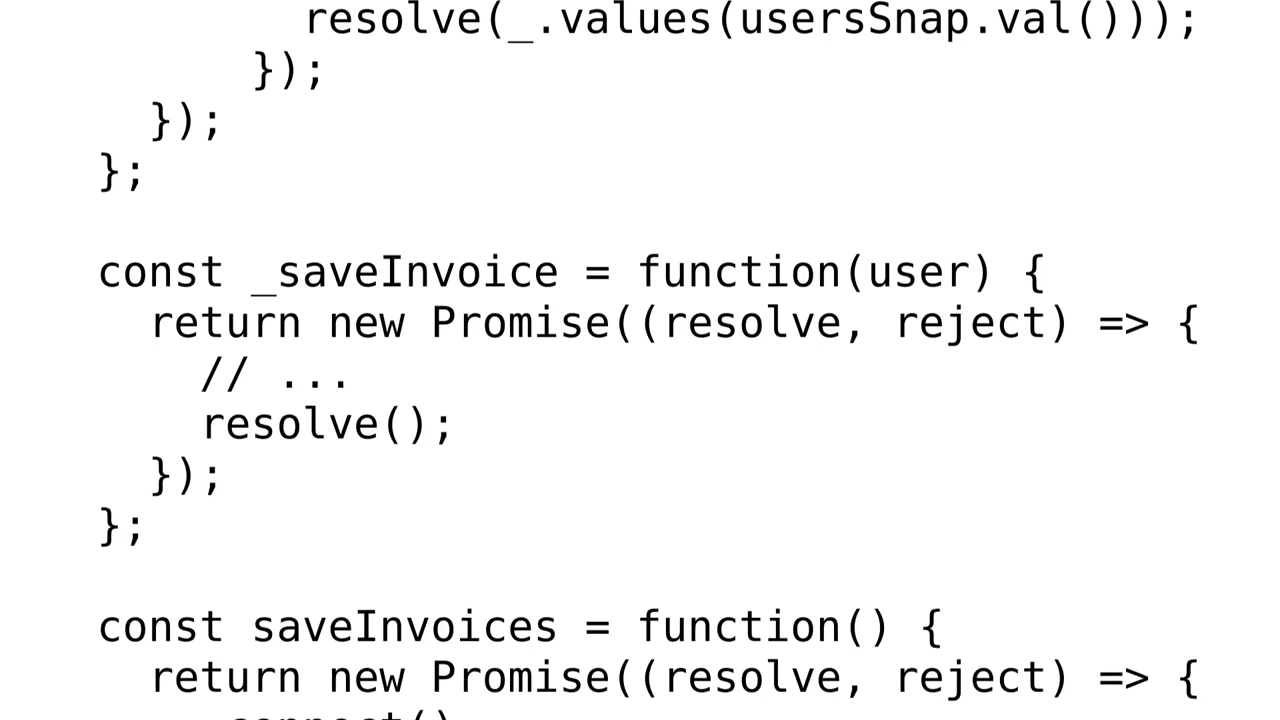 resolve(_.values(usersSnap.val()));
      });
  });
};

const _saveInvoice = function(user) {
  return new Promise((resolve, reject) => {
    // ...
    resolve();
  });
};

const saveInvoices = function() {
  return new Promise((resolve, reject) => {
    connect()